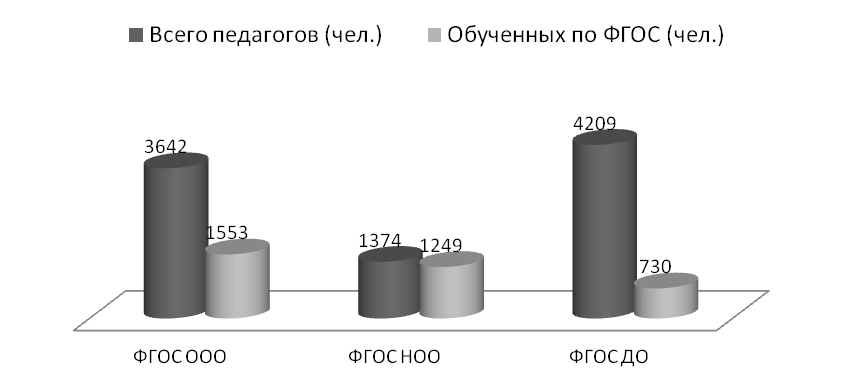 Всего педагогов (чел.) Обученных по ФГОС (чел.)
3642 1553 1374 1249 4209 730
ФГОС ООО ФГОС НОО ФГОС ДО